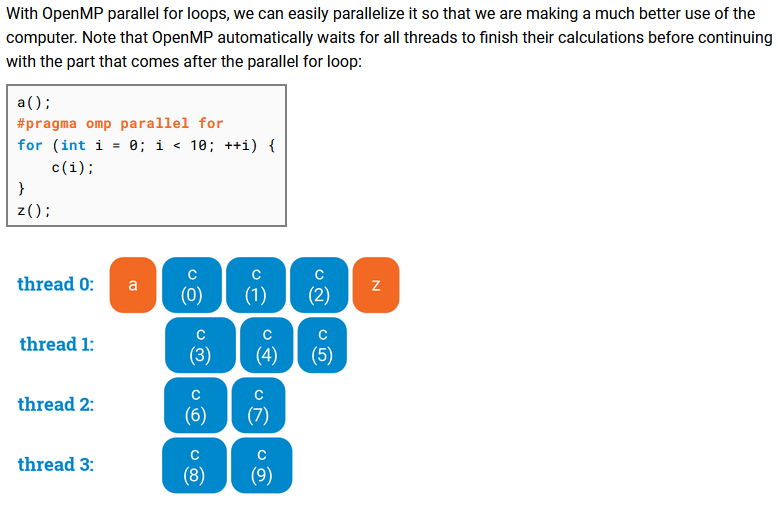 With OpenMP parallel for loops, we can easily parallelize it so that we are making a much better use of the
computer. Note that OpenMP automatically waits for all threads to finish their calculations before continuing
with the part that comes after the parallel for loop:
a();
#pragma omp parallel for
for (int i = 0; i < 10; ++i) {
    c(i);
}
z();
thread 0: a c (0) c (1) c (2) z
thread 1: c (3) c (4) c (5)
thread 2: c (6) c (7)
thread 3: c (8) c (9)